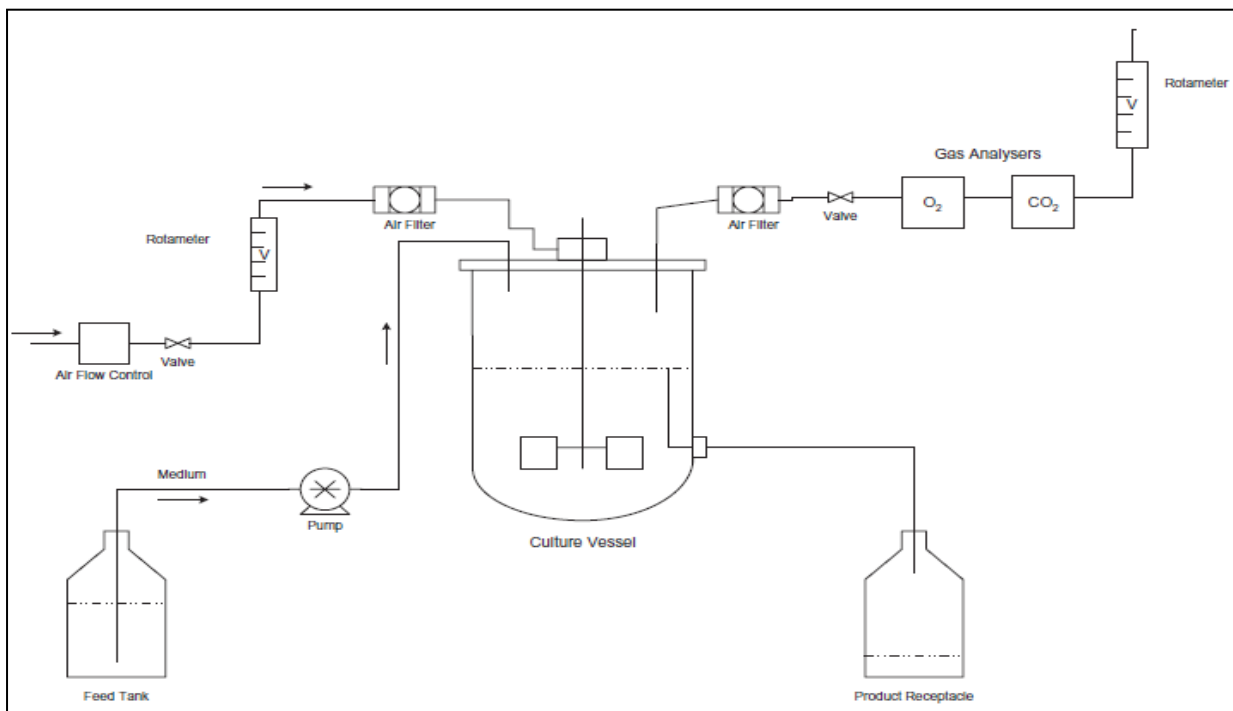 Rotameter
V
Gas Analysers
O₂
CO₂
Valve
Air Filter
Air Filter
Rotameter
V
Valve
Air Flow Control
Medium
Pump
Culture Vessel
Feed Tank
Product Receptacle